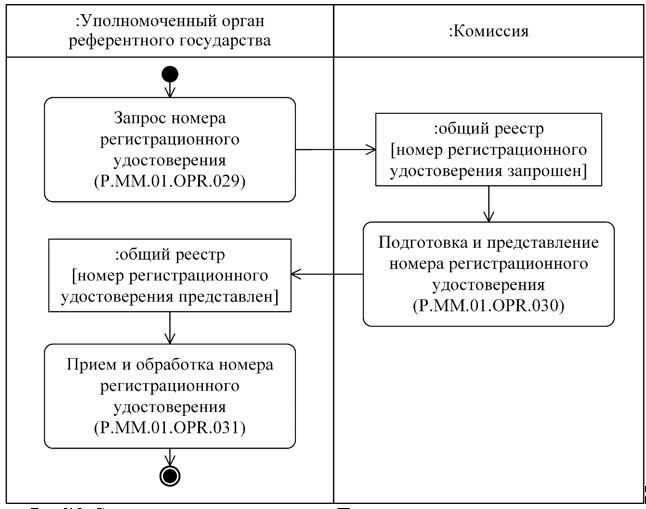 :Уполномоченный орган
референтного государства
:Комиссия
Запрос номера
регистрационного
удостоверения
(P.MM.01.OPR.029)
:общий реестр
[номер регистрационного
удостоверения запрошен]
Подготовка и представление
номера регистрационного
удостоверения
(P.MM.01.OPR.030)
:общий реестр
[номер регистрационного
удостоверения представлен]
Прием и обработка номера
регистрационного
удостоверения
(P.MM.01.OPR.031)